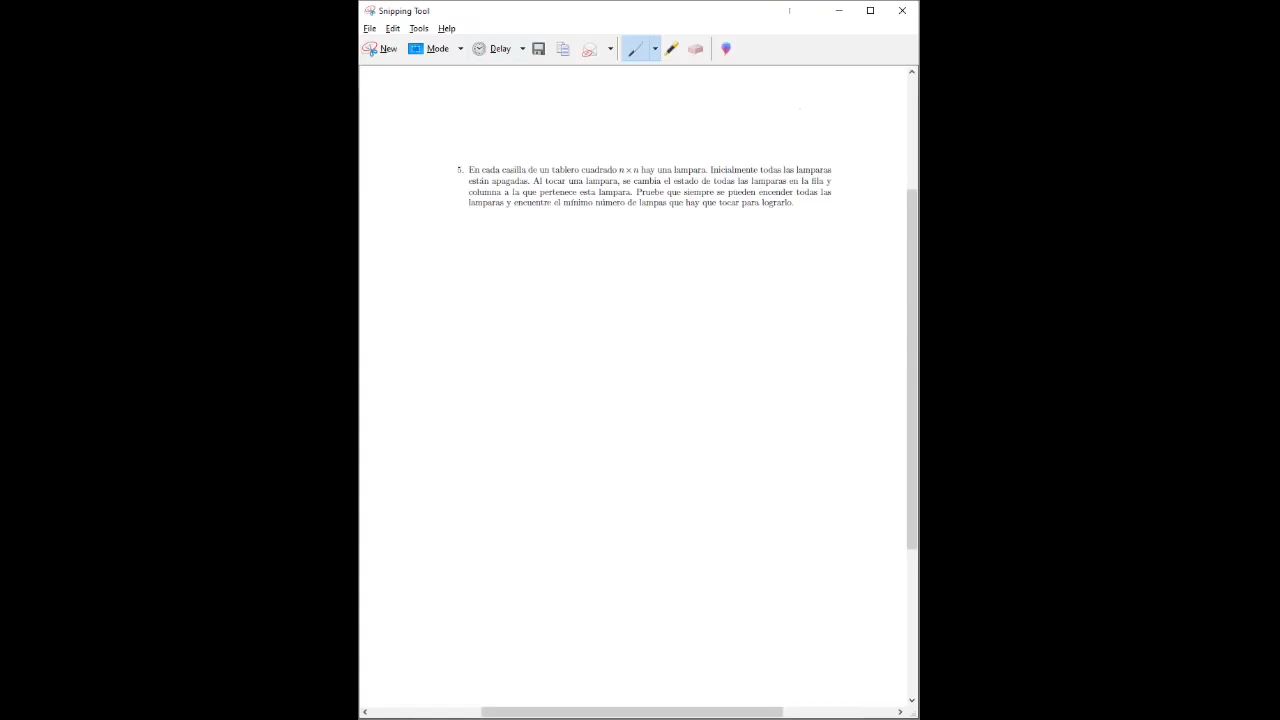 Snipping Tool
File Edit Tools Help
New Mode Delay
5. En cada casilla de un tablero cuadrado n × n hay una lampara. Inicialmente todas las lamparas
están apagadas. Al tocar una lampara, se cambia el estado de todas las lamparas en la fila y
columna a la que pertenece esta lampara. Pruebe que siempre se pueden encender todas las
lamparas y encuentre el mínimo número de lampas que hay que tocar para lograrlo.